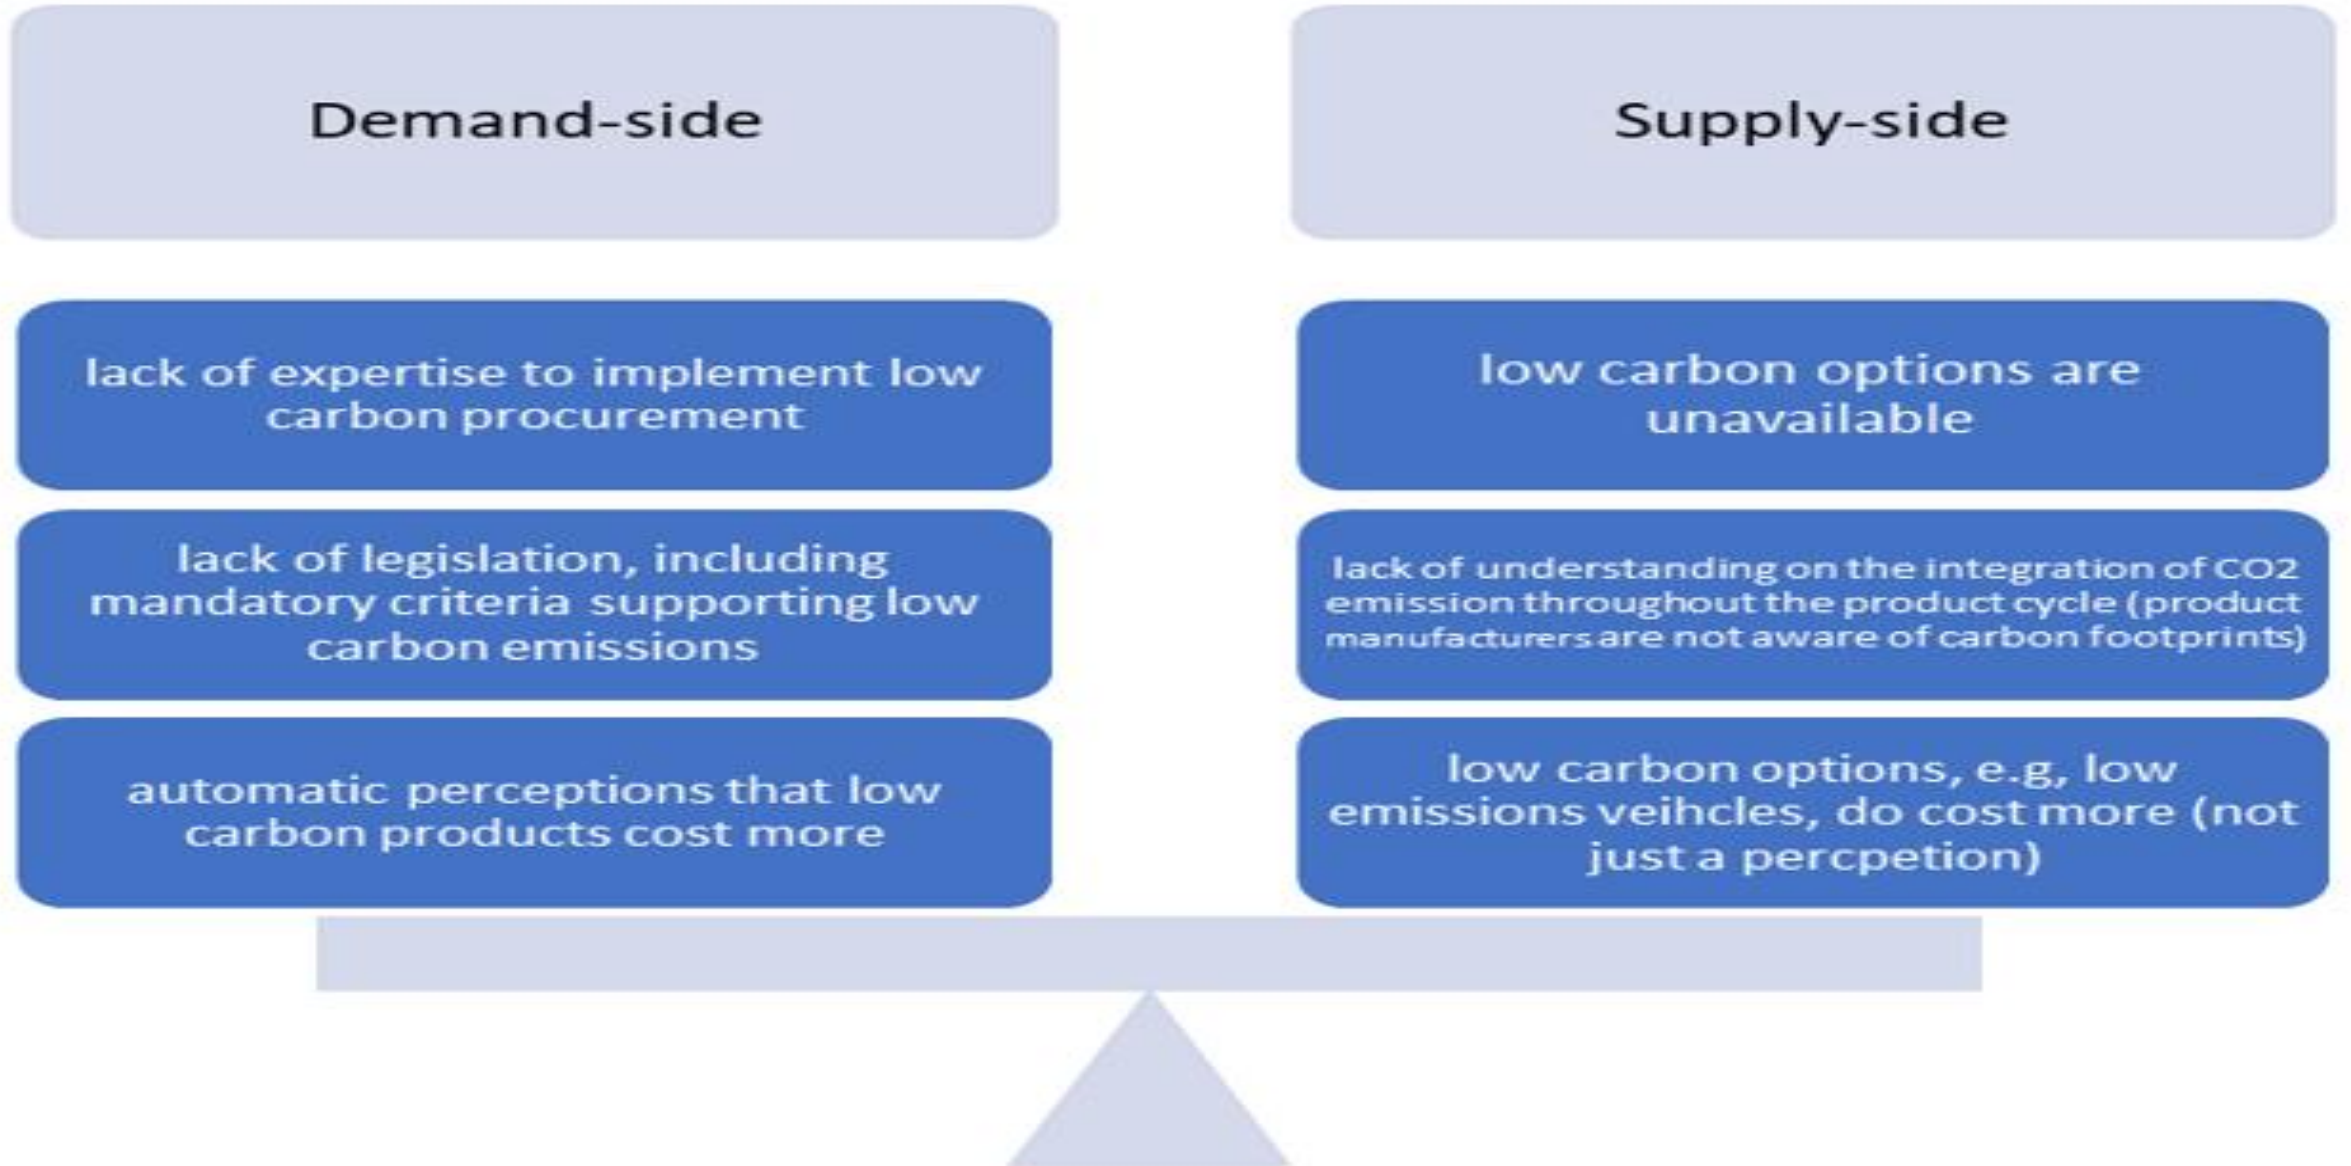 Demand-side
Supply-side
lack of expertise to implement low
carbon procurement
lack of legislation, including
mandatory criteria supporting low
carbon emissions
automatic perceptions that low
carbon products cost more
low carbon options are
unavailable
lack of understanding on the integration of CO2
emission throughout the product cycle (product
manufacturers are not aware of carbon footprints)
low carbon options, e.g, low
emissions veihcles, do cost more (not
just a percpetion)